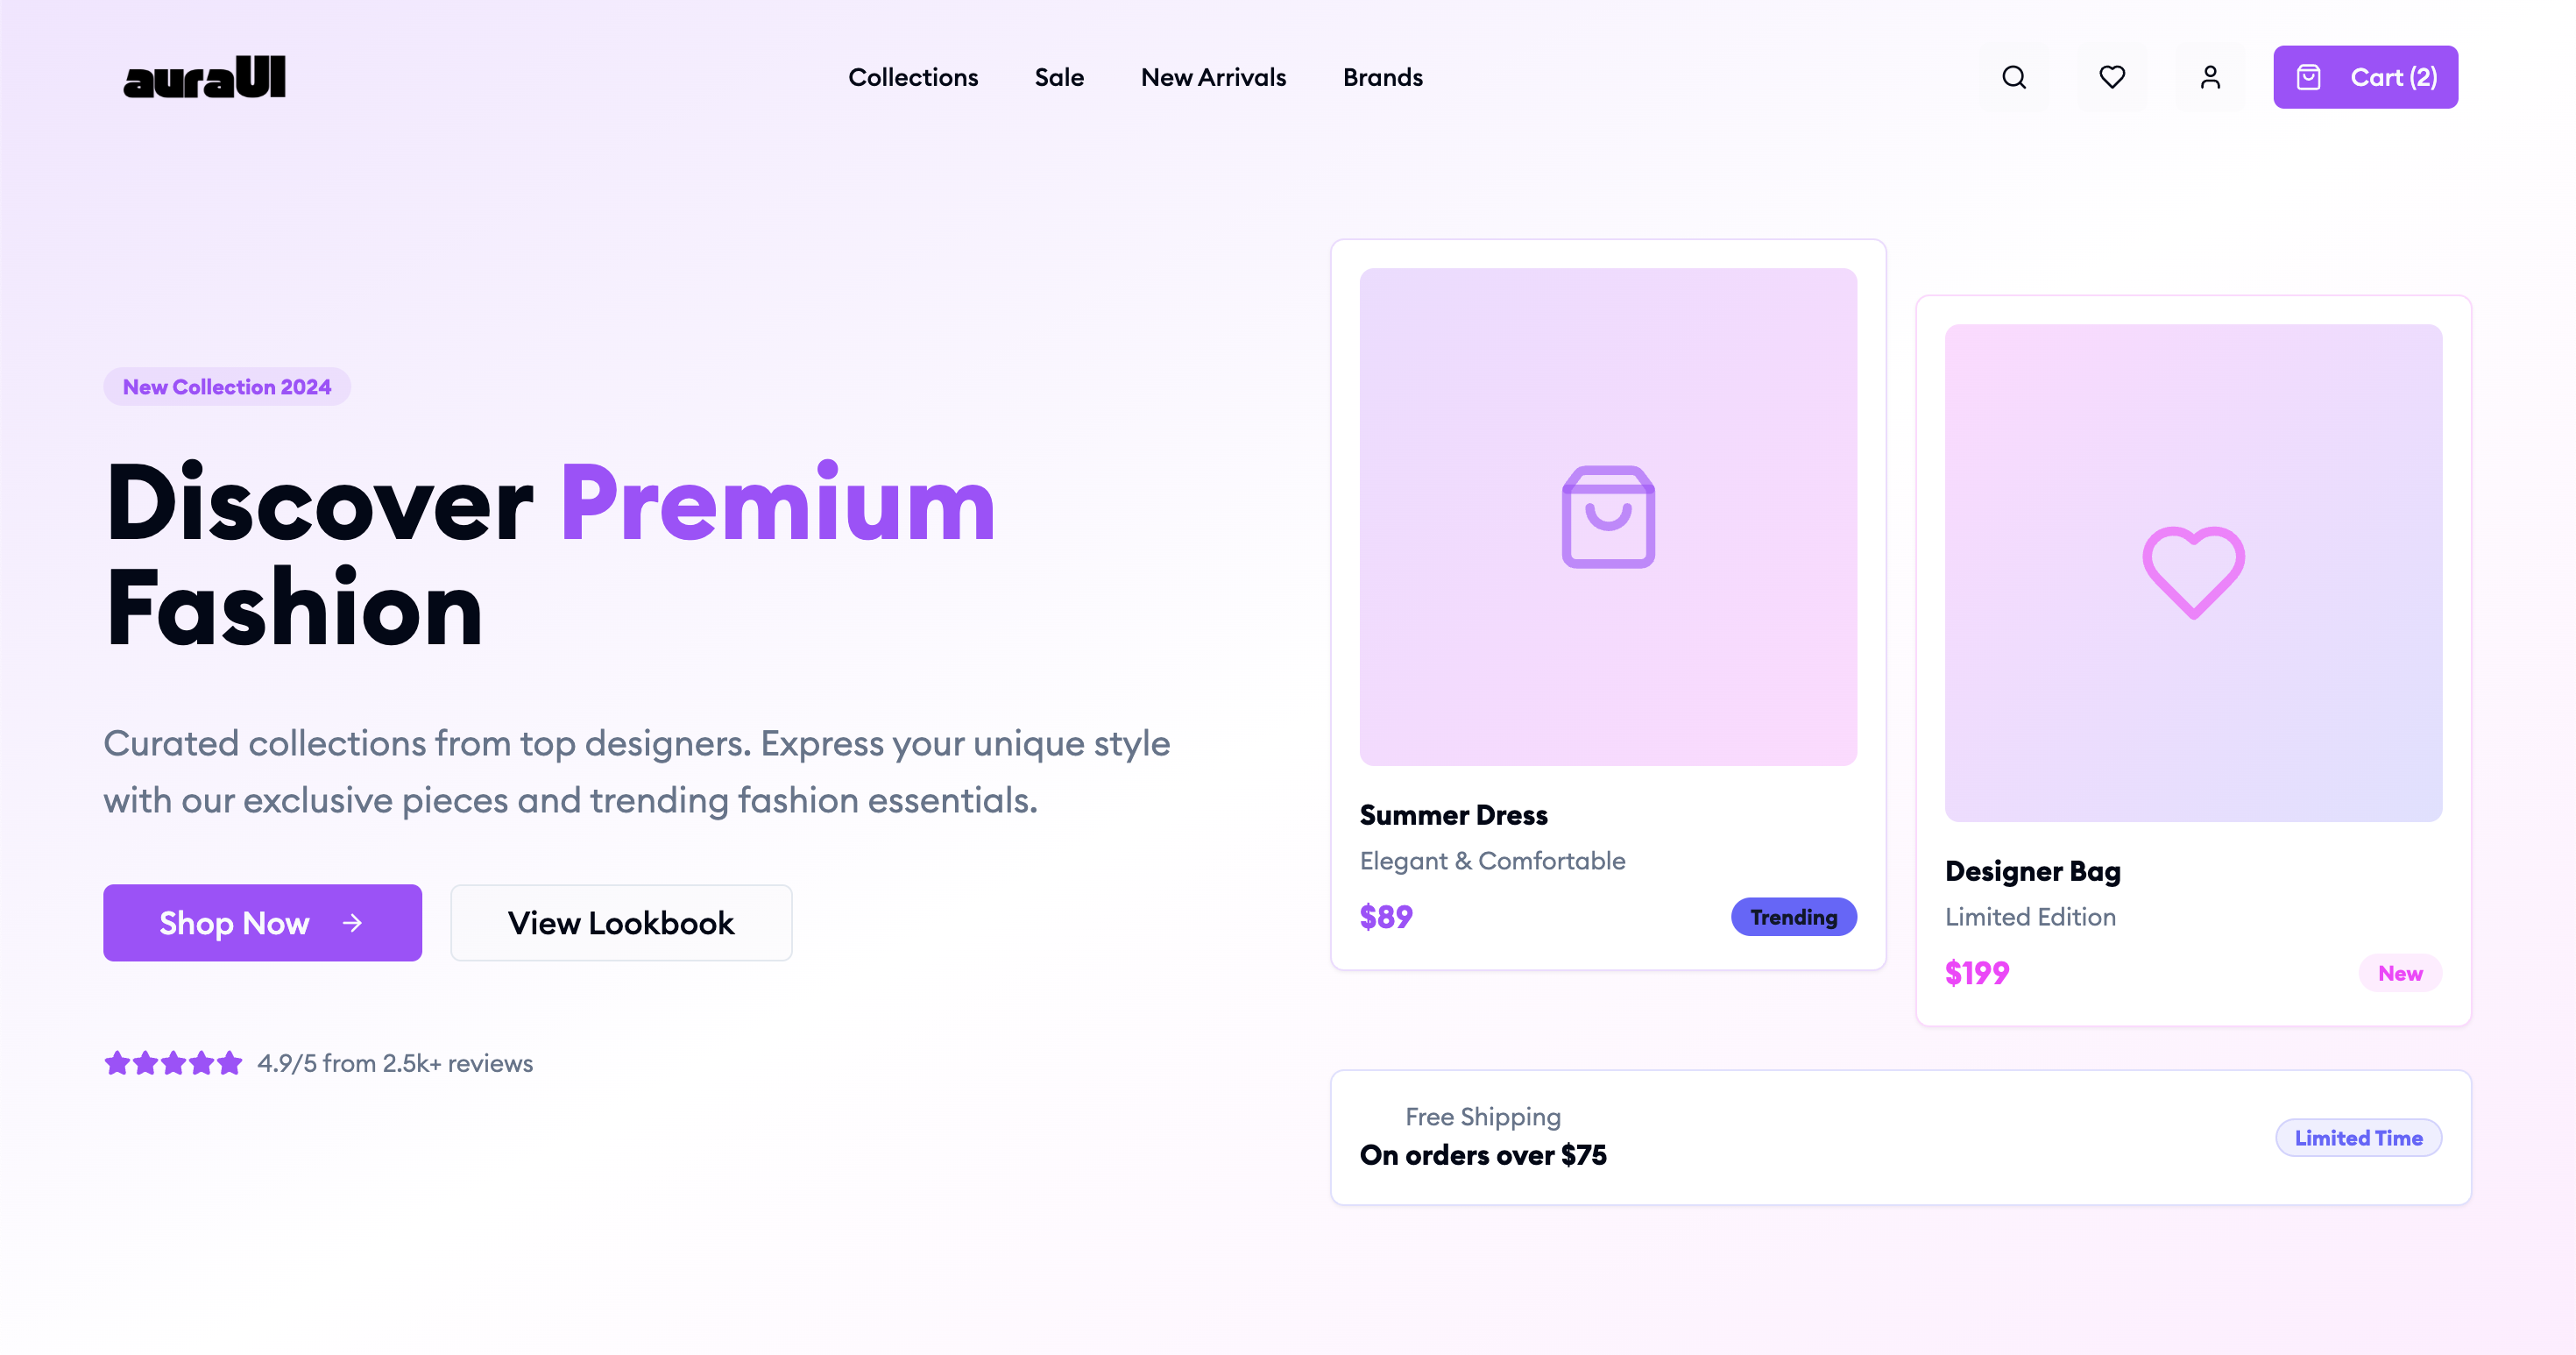 auraUI
Collections
Sale
New Arrivals
Brands
Cart (2)
New Collection 2024
Discover Premium
Fashion
Curated collections from top designers. Express your unique style
with our exclusive pieces and trending fashion essentials.
Shop Now
View Lookbook
4.9/5 from 2.5k+ reviews
Summer Dress
Elegant & Comfortable
$89
Trending
Designer Bag
Limited Edition
$199
New
Free Shipping
On orders over $75
Limited Time